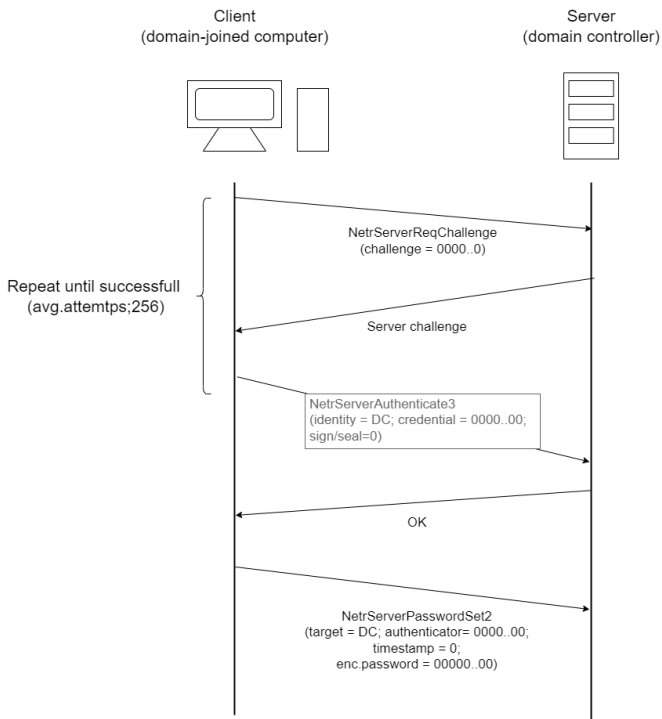 Client
(domain-joined computer)
Server
(domain controller)
NetrServerReqChallenge
(challenge = 0000..0)
Repeat until successfull
(avg.attemtps;256)
Server challenge
NetrServerAuthenticate3
(identity = DC; credential = 0000..00;
sign/seal=0)
OK
NetrServerPasswordSet2
(target = DC; authenticator= 0000..00;
timestamp = 0;
enc.password = 00000..00)